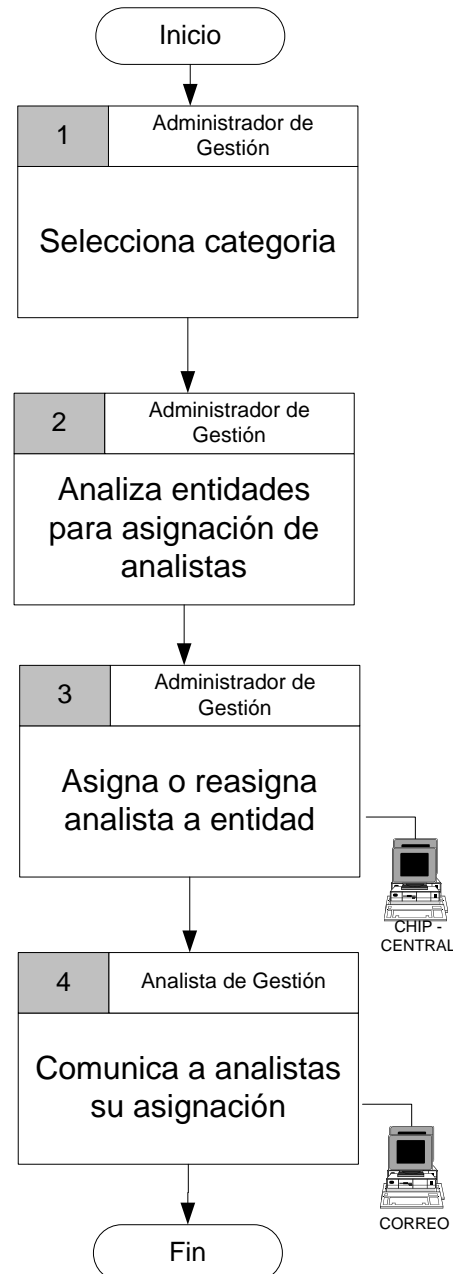 Inicio
1
Administrador de
Gestión
Selecciona categoria
2
Administrador de
Gestión
Analiza entidades
para asignación de
analistas
3
Administrador de
Gestión
Asigna o reasigna
analista a entidad
CHIP -
CENTRAL
4
Analista de Gestión
Comunica a analistas
su asignación
CORREO
Fin